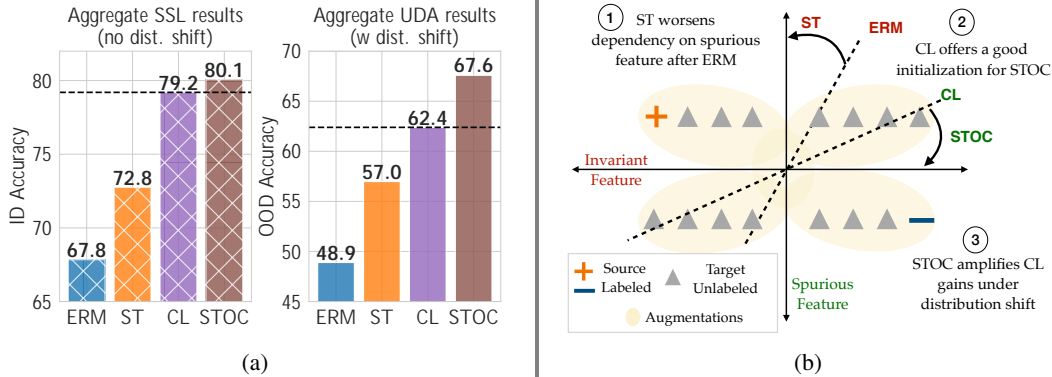 Aggregate SSL results
(no dist. shift)
ID Accuracy
80
75
70
65
67.8
72.8
79.2
80.1
ERM ST CL STOC
Aggregate UDA results
(w dist. shift)
OOD Accuracy
70
65
60
55
50
45
48.9
57.0
62.4
67.6
ERM ST CL STOC
(a)
1
ST worsens
dependency on spurious
feature after ERM
ST
ERM
2
CL offers a good
initialization for STOC
CL
STOC
Invariant
Feature
3
STOC amplifies CL
gains under
distribution shift
Spurious
Feature
Source
Labeled
Target
Unlabeled
Augmentations
(b)